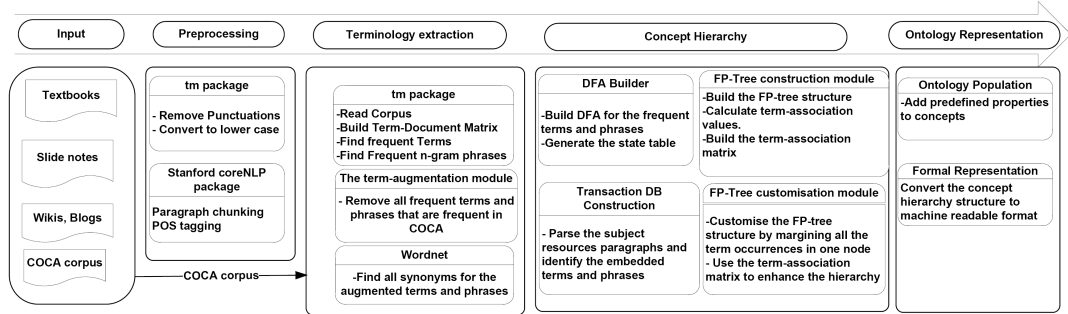 Input
Preprocessing
Terminology extraction
Concept Hierarchy
Ontology Representation
Textbooks
Slide notes
Wikis, Blogs
COCA corpus
COCA corpus
tm package
- Remove Punctuations
- Convert to lower case
Stanford coreNLP
package
Paragraph chunking
POS tagging
tm package
-Read Corpus
-Build Term-Document Matrix
-Find frequent Terms
-Find Frequent n-gram phrases
The term-augmentation module
- Remove all frequent terms and
phrases that are frequent in
COCA
Wordnet
-Find all synonyms for the
augmented terms and phrases
DFA Builder
-Build DFA for the frequent
terms and phrases
-Generate the state table
Transaction DB
Construction
- Parse the subject
resources paragraphs and
identify the embedded
terms and phrases
FP-Tree construction module
-Build the FP-tree structure
-Calculate term-association
values.
-Build the term-association
matrix
FP-Tree customisation module
-Customise the FP-tree
structure by margining all the
term occurrences in one node
- Use the term-association
matrix to enhance the hierarchy
Ontology Population
-Add predefined properties
to concepts
Formal Representation
Convert the concept
hierarchy structure to
machine readable format